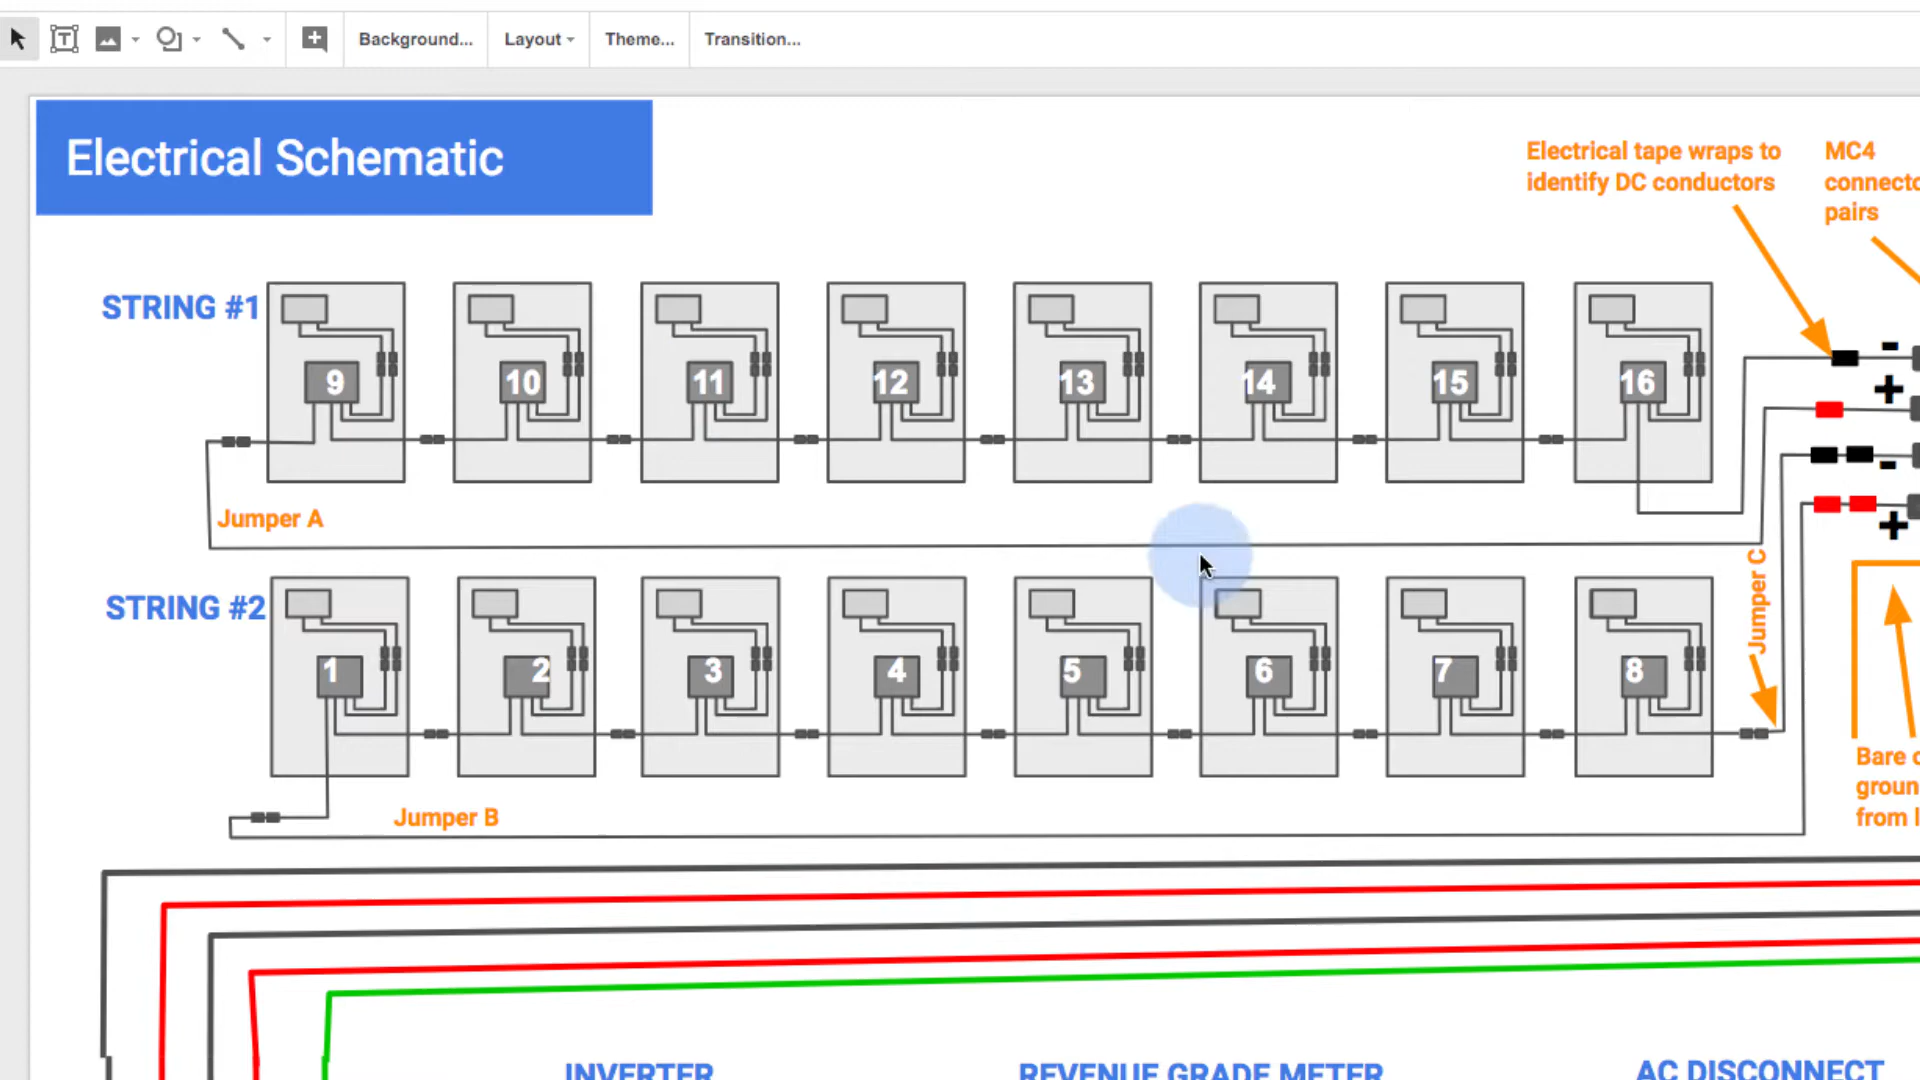 Background...
Layout
Theme...
Transition...
Electrical Schematic
Electrical tape wraps to
identify DC conductors
MC4
pairs
STRING #1
9
10
11
12
13
14
15
16
-
+
-
+
Jumper A
Jumper C
STRING #2
1
2
3
4
5
6
7
8
Bare
from
Jumper B
INVERTER
REVENUE GRADE METER
AC DISCONNECT